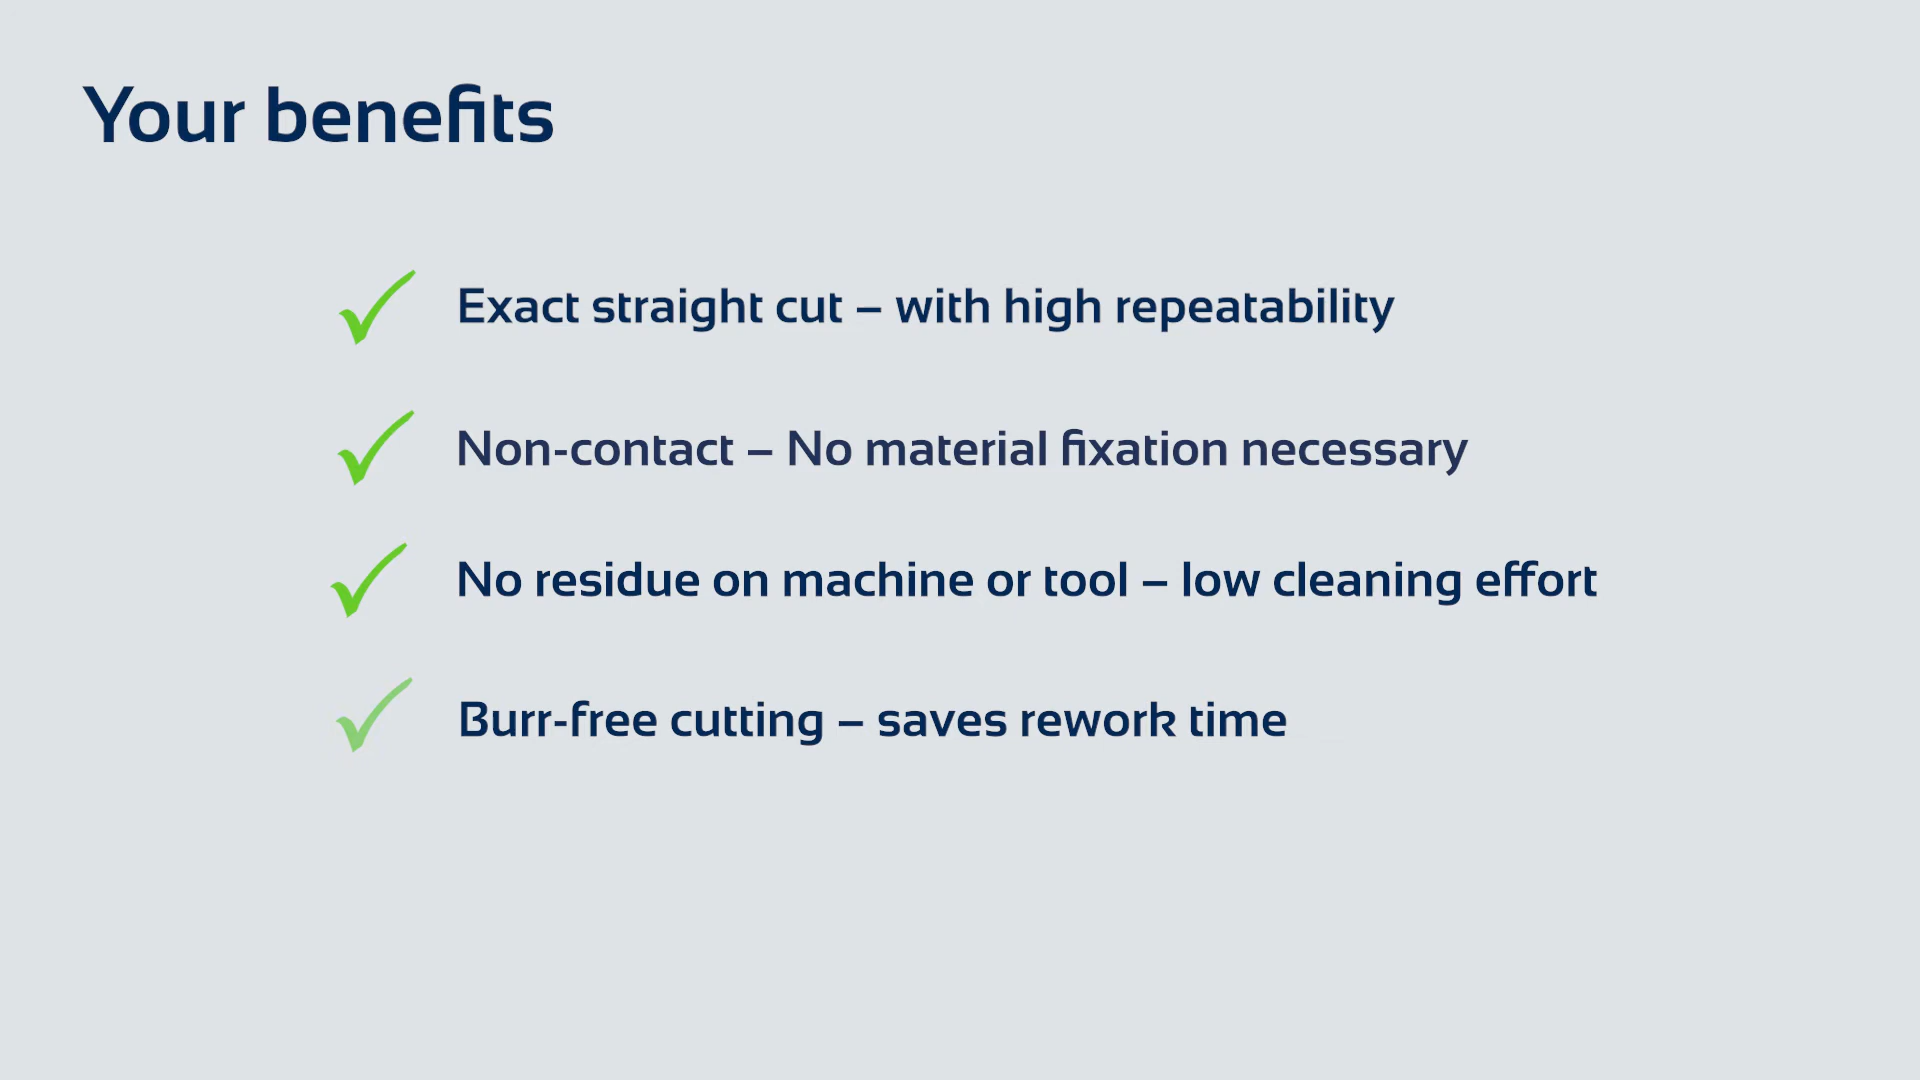 Your benefits
Exact straight cut – with high repeatability
Non-contact – No material fixation necessary
No residue on machine or tool – low cleaning effort
Burr-free cutting – saves rework time